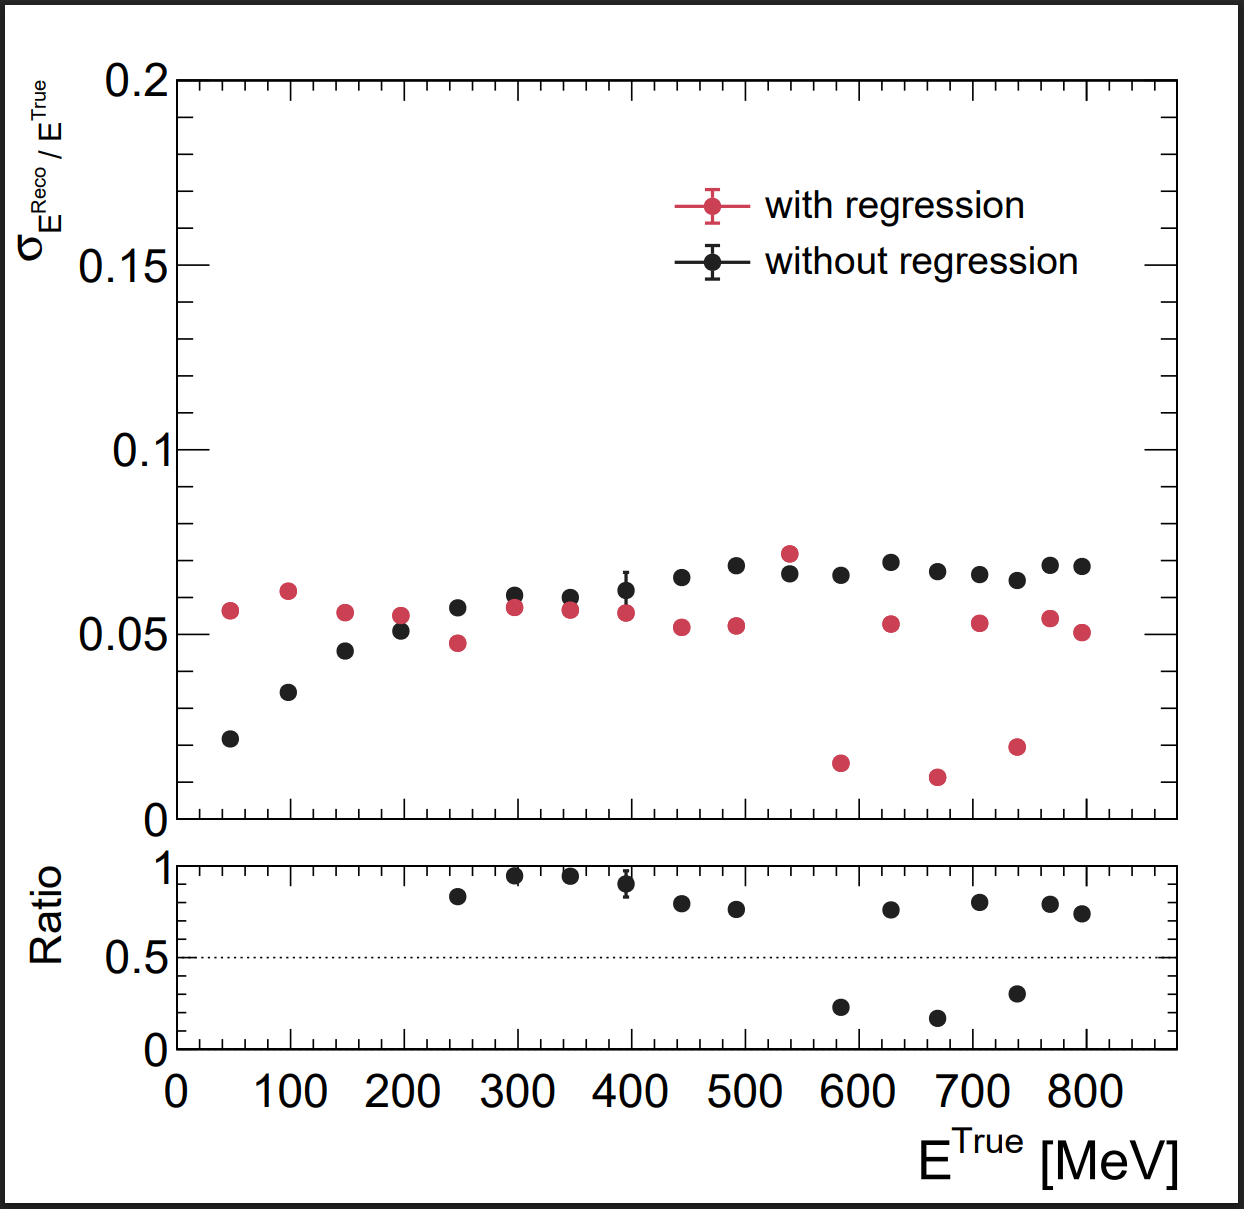 σ E^Reco / E^True
0.2
0.15
0.1
0.05
0
with regression
without regression
Ratio
1
0.5
0
0 100 200 300 400 500 600 700 800
E^True [MeV]